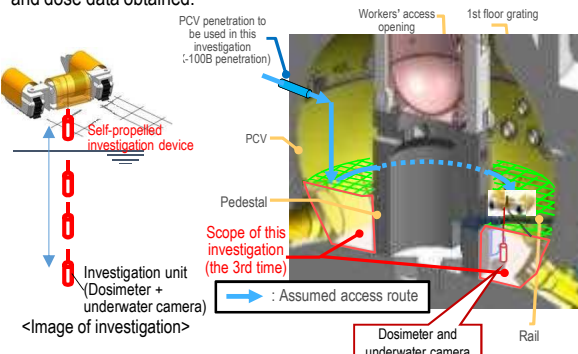 and dose data obtained.
PCV penetration to
be used in this
investigation
(X-100B penetration)
Workers' access
opening
1st floor grating
Self-propelled
investigation device
PCV
Pedestal
Scope of this
investigation
(the 3rd time)
Investigation unit
(Dosimeter +
underwater camera)
<Image of investigation>
: Assumed access route
Dosimeter and
underwater camera
Rail